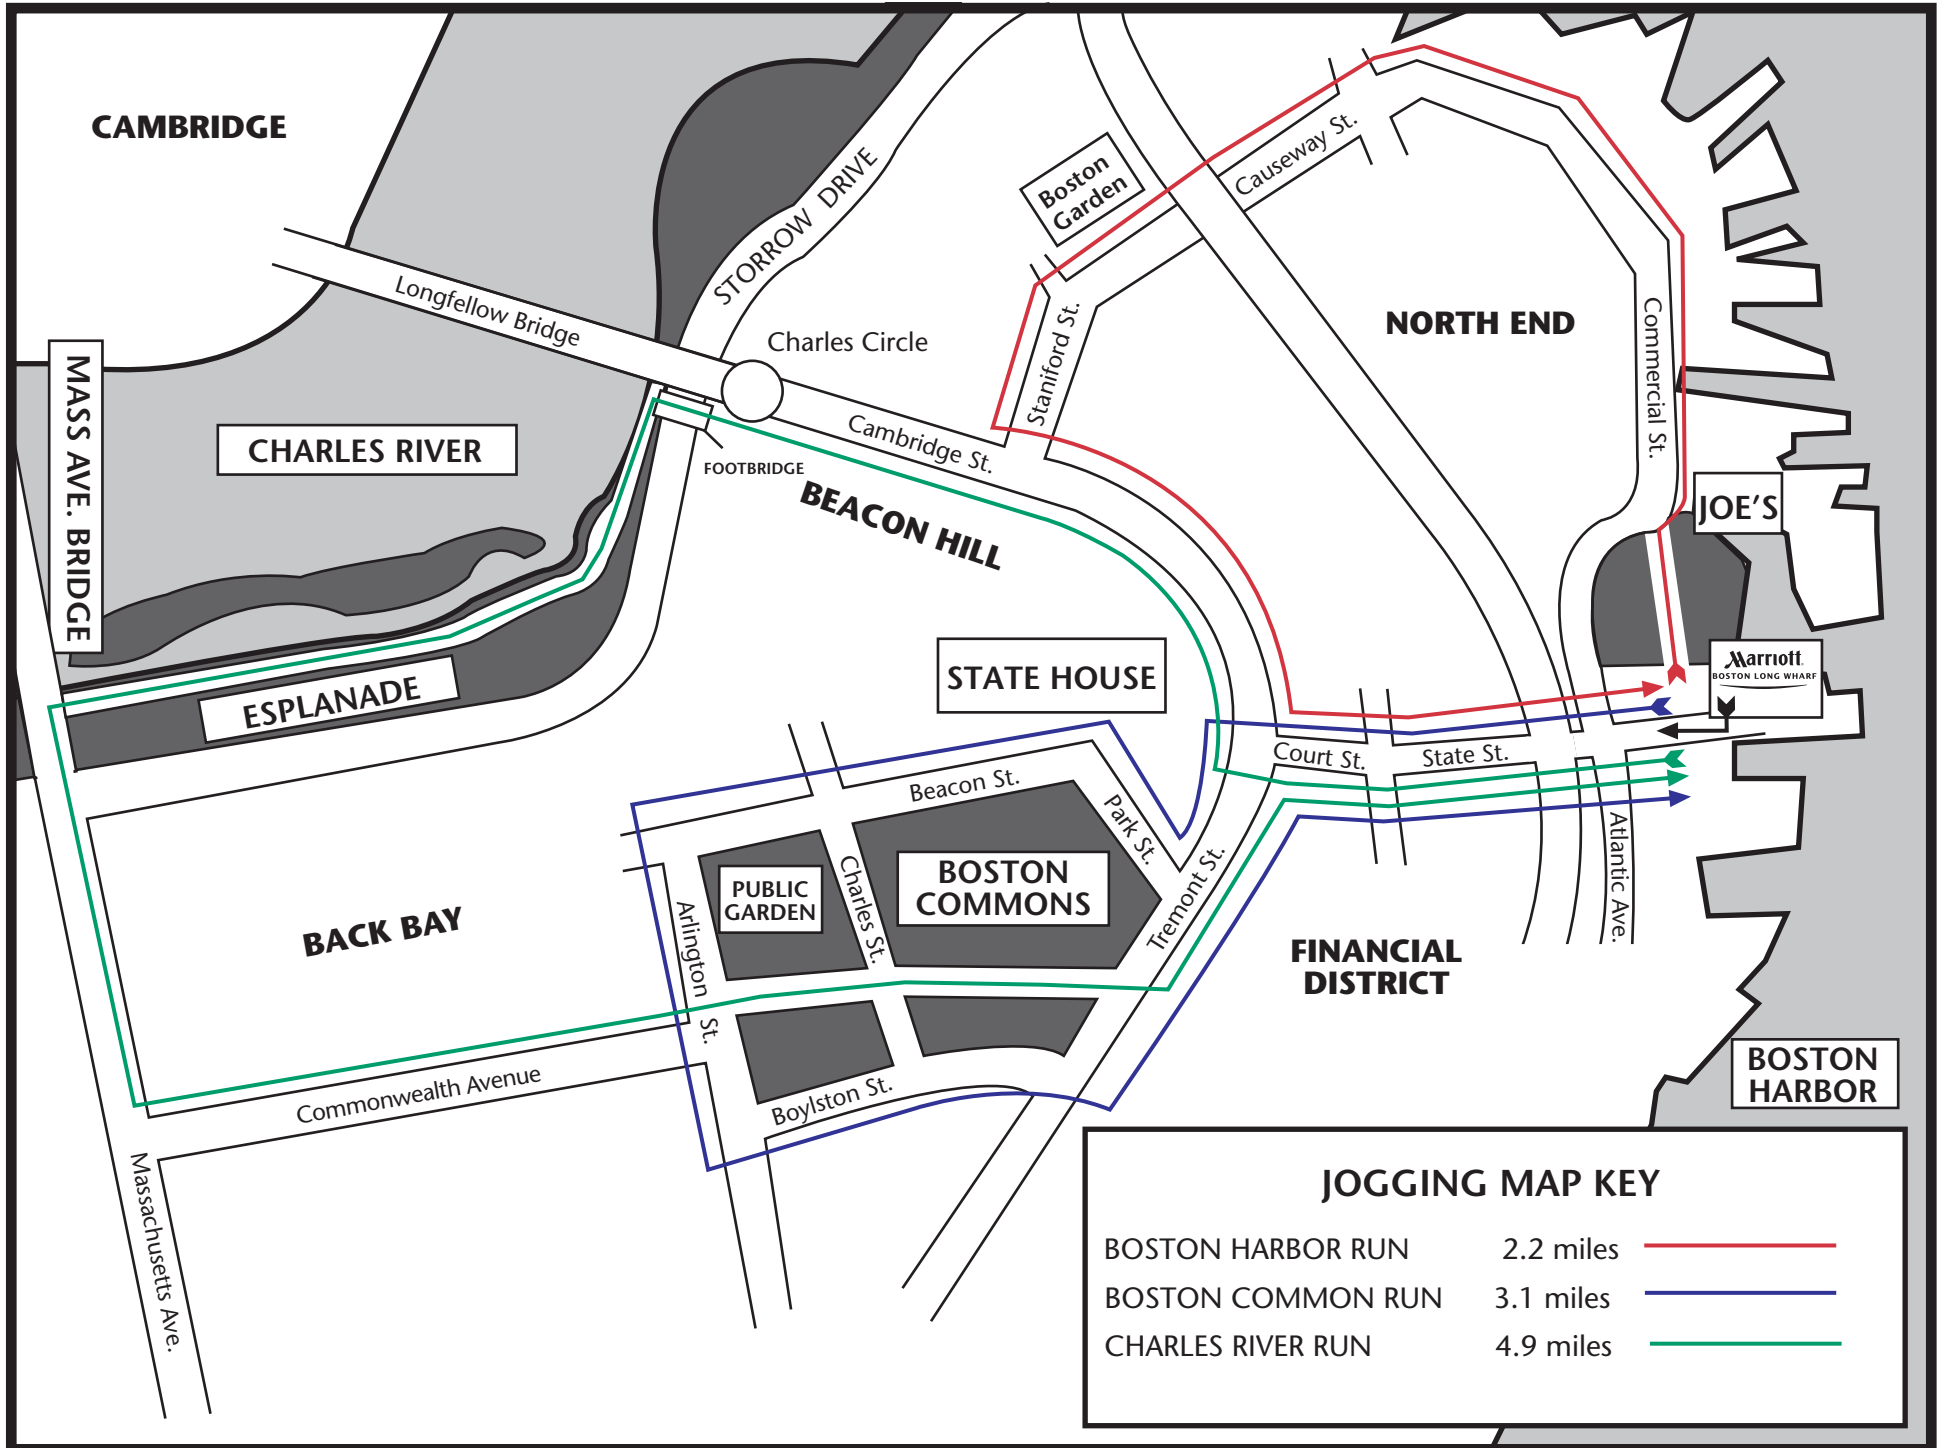 CAMBRIDGE
STORROW DRIVE
Boston
Garden
Causeway St.
Longfellow Bridge
Charles Circle
NORTH END
Staniford St.
Commercial St.
MASS AVE. BRIDGE
CHARLES RIVER
Cambridge St.
FOOTBRIDGE
BEACON HILL
JOE'S
ESPLANADE
STATE HOUSE
Marriott
BOSTON LONG WHARF
Court St.
State St.
Beacon St.
Park St.
Atlantic Ave.
PUBLIC
GARDEN
Charles St.
BOSTON
COMMONS
Tremont St.
BACK BAY
Arlington St.
FINANCIAL
DISTRICT
Commonwealth Avenue
Boylston St.
BOSTON
HARBOR
Massachusetts Ave.
JOGGING MAP KEY
BOSTON HARBOR RUN 2.2 miles
BOSTON COMMON RUN 3.1 miles
CHARLES RIVER RUN 4.9 miles